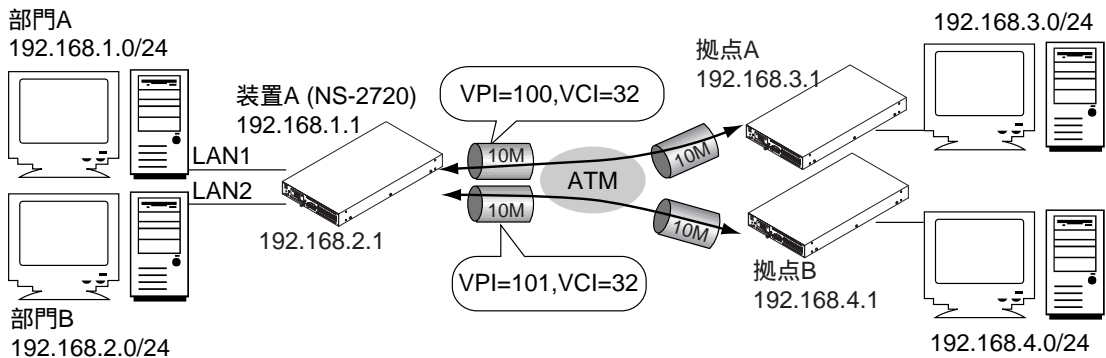 部門A
192.168.1.0/24
装置A (NS-2720)
192.168.1.1
LAN1
LAN2
192.168.2.1
部門B
192.168.2.0/24
VPI=100,VCI=32
10M
10M
ATM
10M
10M
VPI=101,VCI=32
拠点A
192.168.3.1
192.168.3.0/24
拠点B
192.168.4.1
192.168.4.0/24